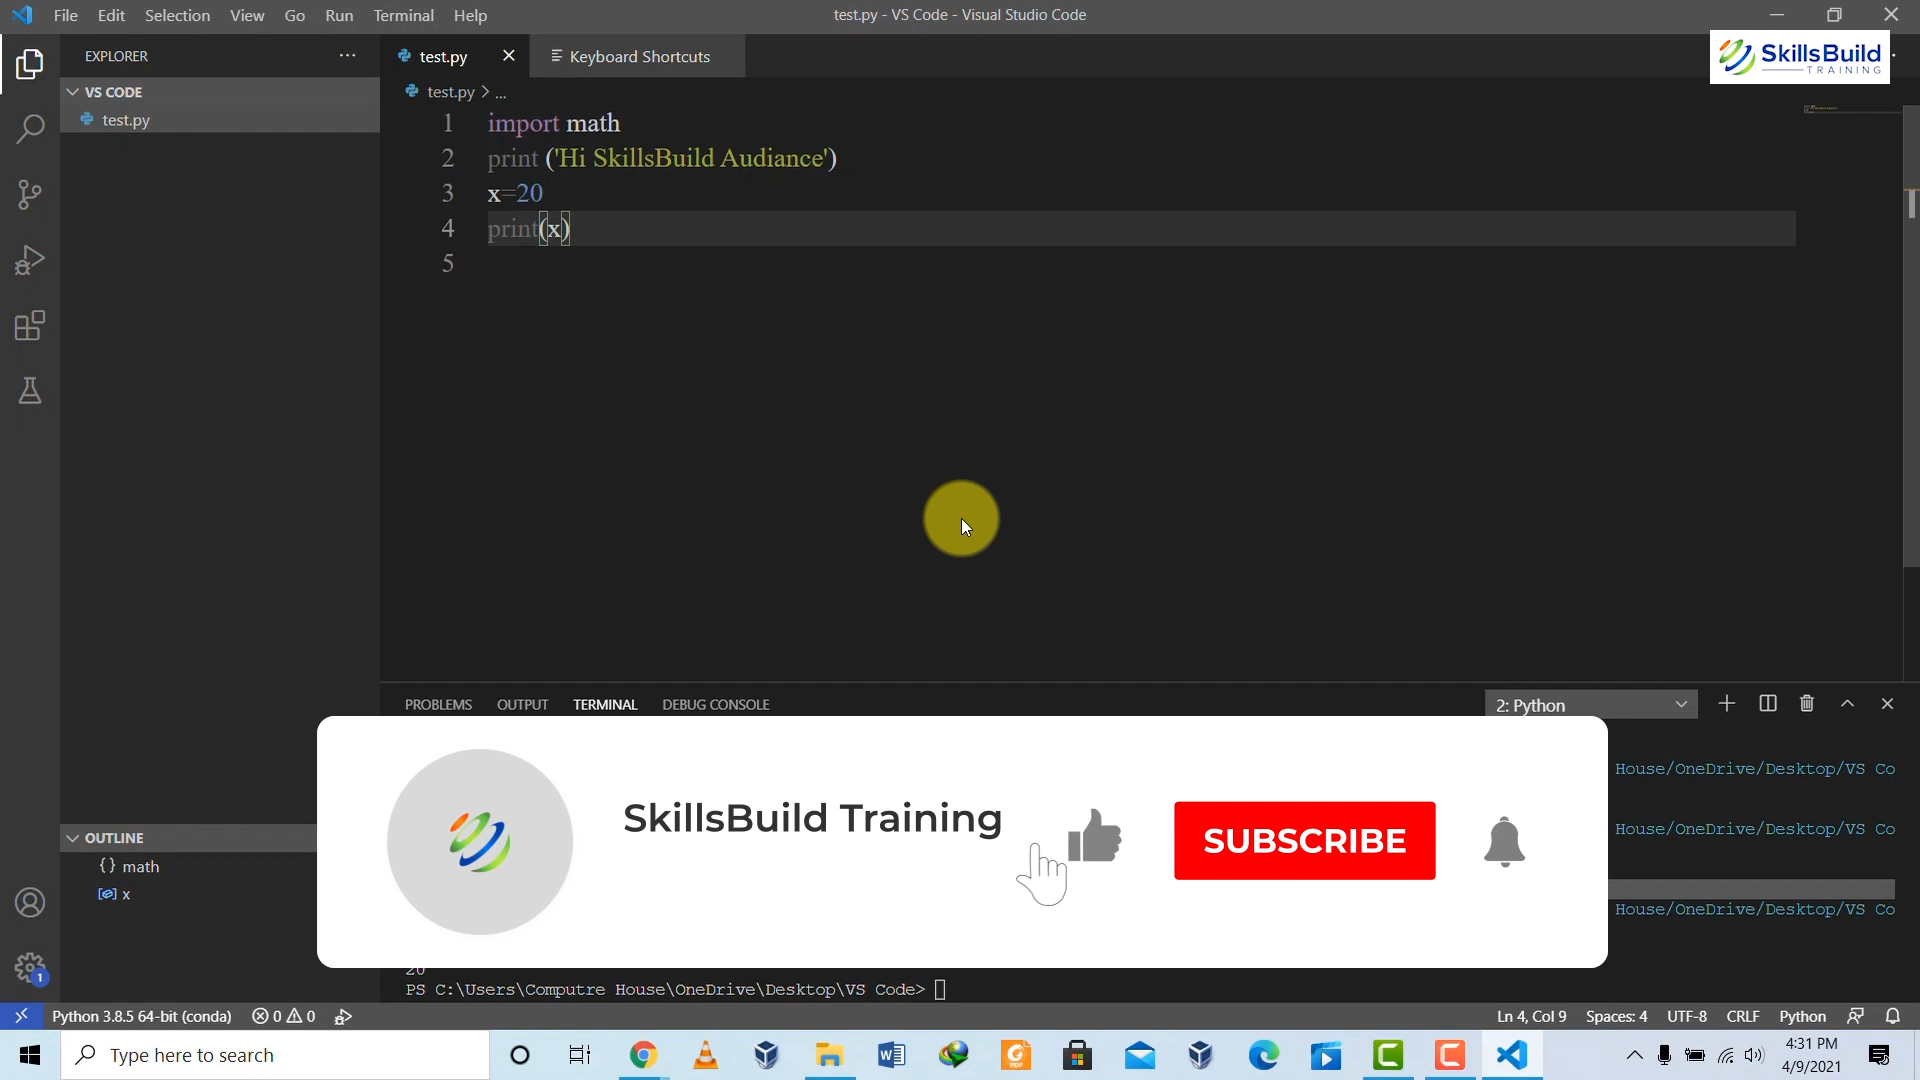 File Edit Selection View Go Run Terminal Help
test.py - VS Code - Visual Studio Code
EXPLORER ...
test.py
Keyboard Shortcuts
SkillsBuild
TRAINING
VS CODE
test.py
test.py > ...
1 import math
2 print ('Hi SkillsBuild Audiance')
3 x=20
4 print(x)
5
PROBLEMS OUTPUT TERMINAL DEBUG CONSOLE
2: Python
House/OneDrive/Desktop/VS Co
House/OneDrive/Desktop/VS Co
House/OneDrive/Desktop/VS Co
SkillsBuild Training
SUBSCRIBE
OUTLINE
{} math
x
1
20
PS C:\Users\Computre House\OneDrive\Desktop\VS Code>
Python 3.8.5 64-bit (conda) 0 0
Ln 4, Col 9 Spaces: 4 UTF-8 CRLF Python
Type here to search
PDF
4:31 PM
4/9/2021